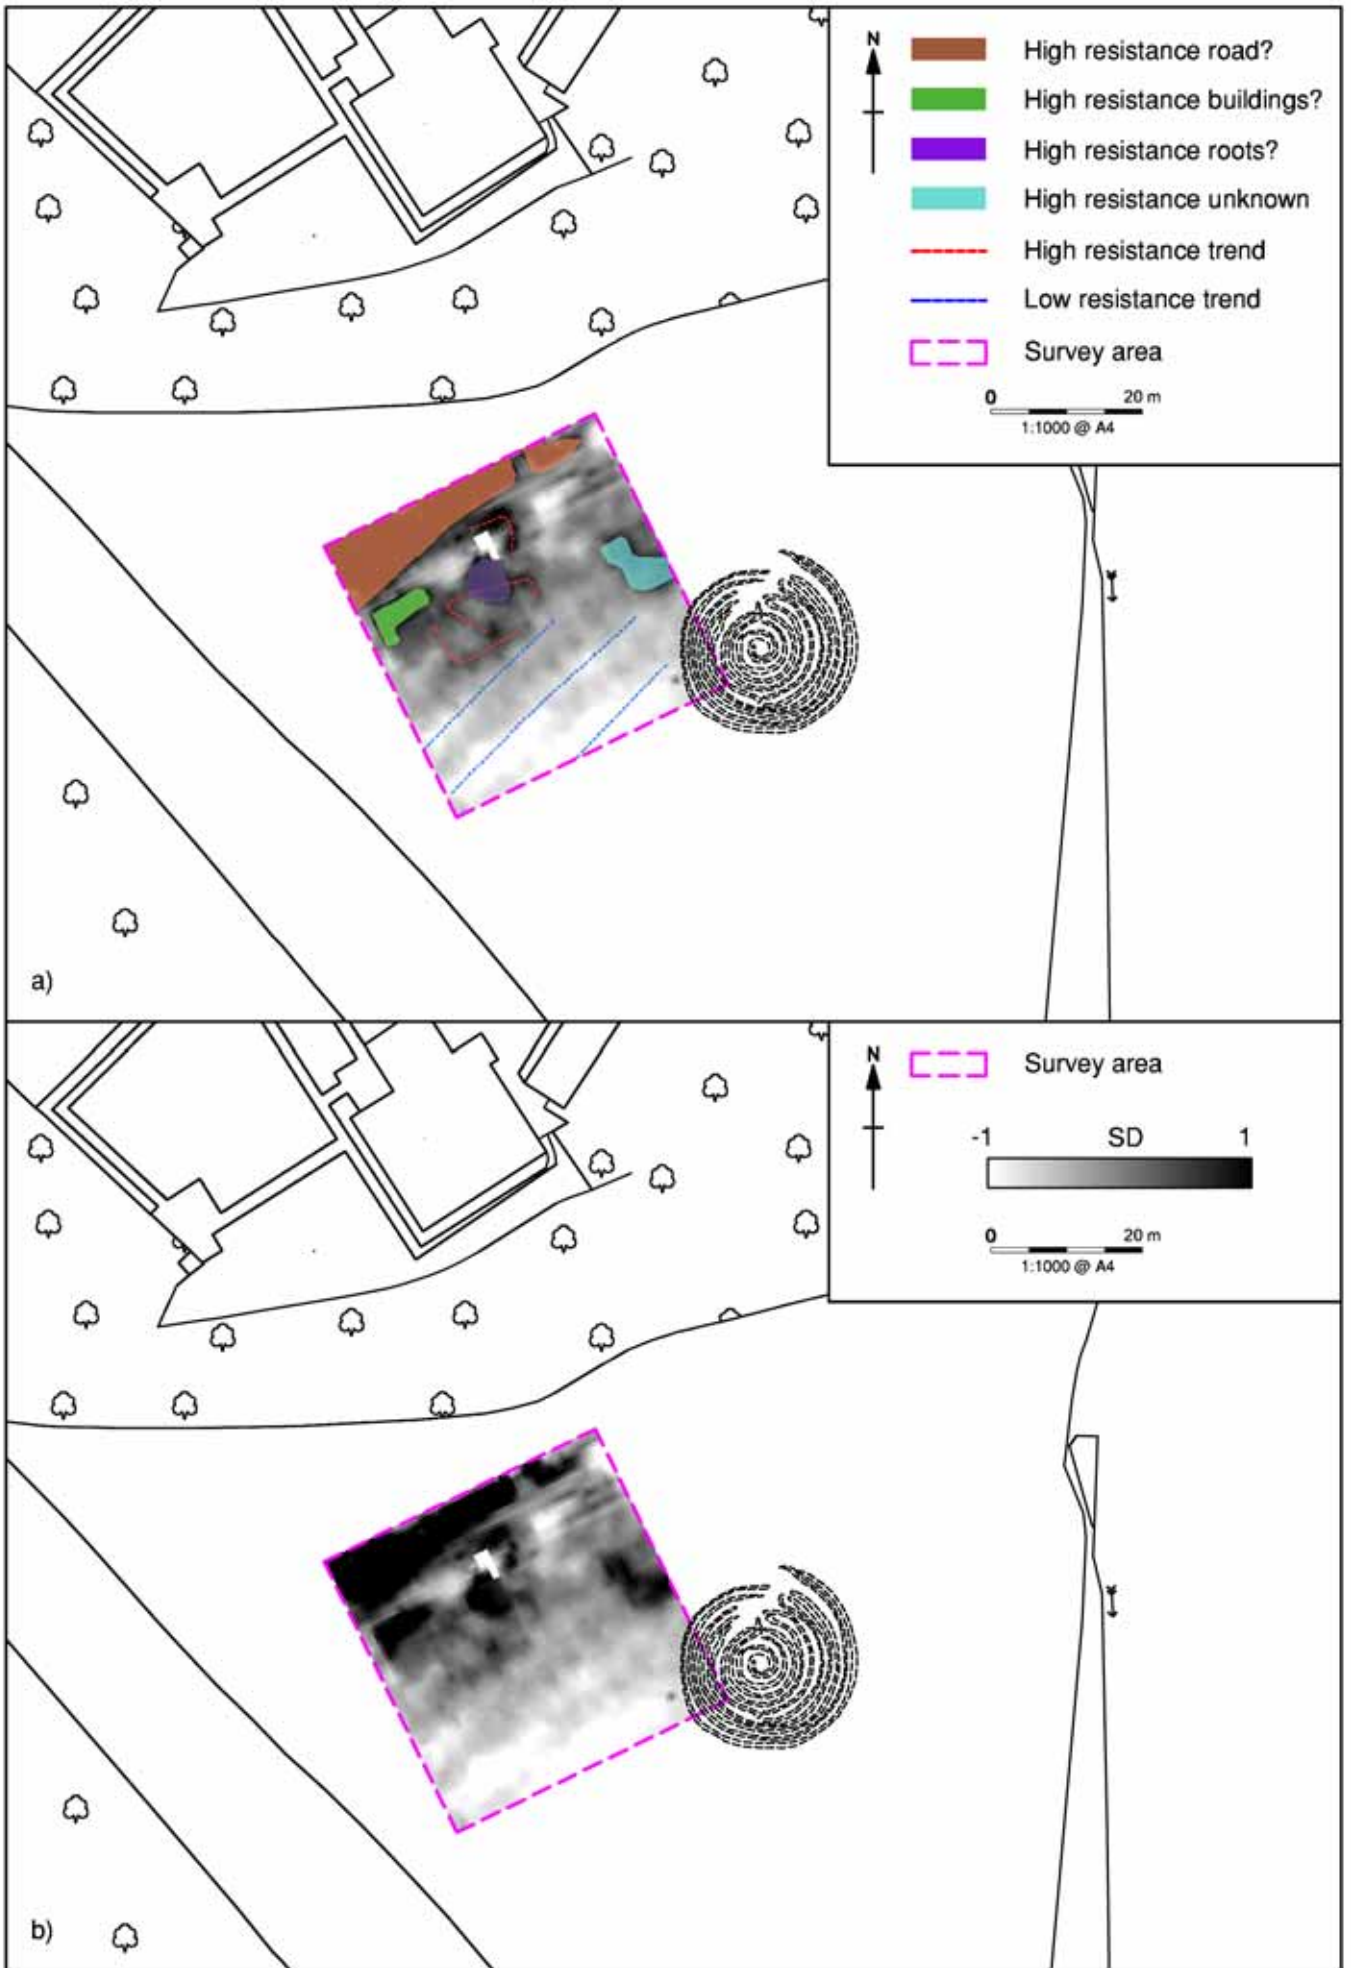 N
High resistance road?
High resistance buildings?
High resistance roots?
High resistance unknown
High resistance trend
Low resistance trend
Survey area
0 20 m
1:1000 @ A4
a)
N
Survey area
-1 SD 1
0 20 m
1:1000 @ A4
b)